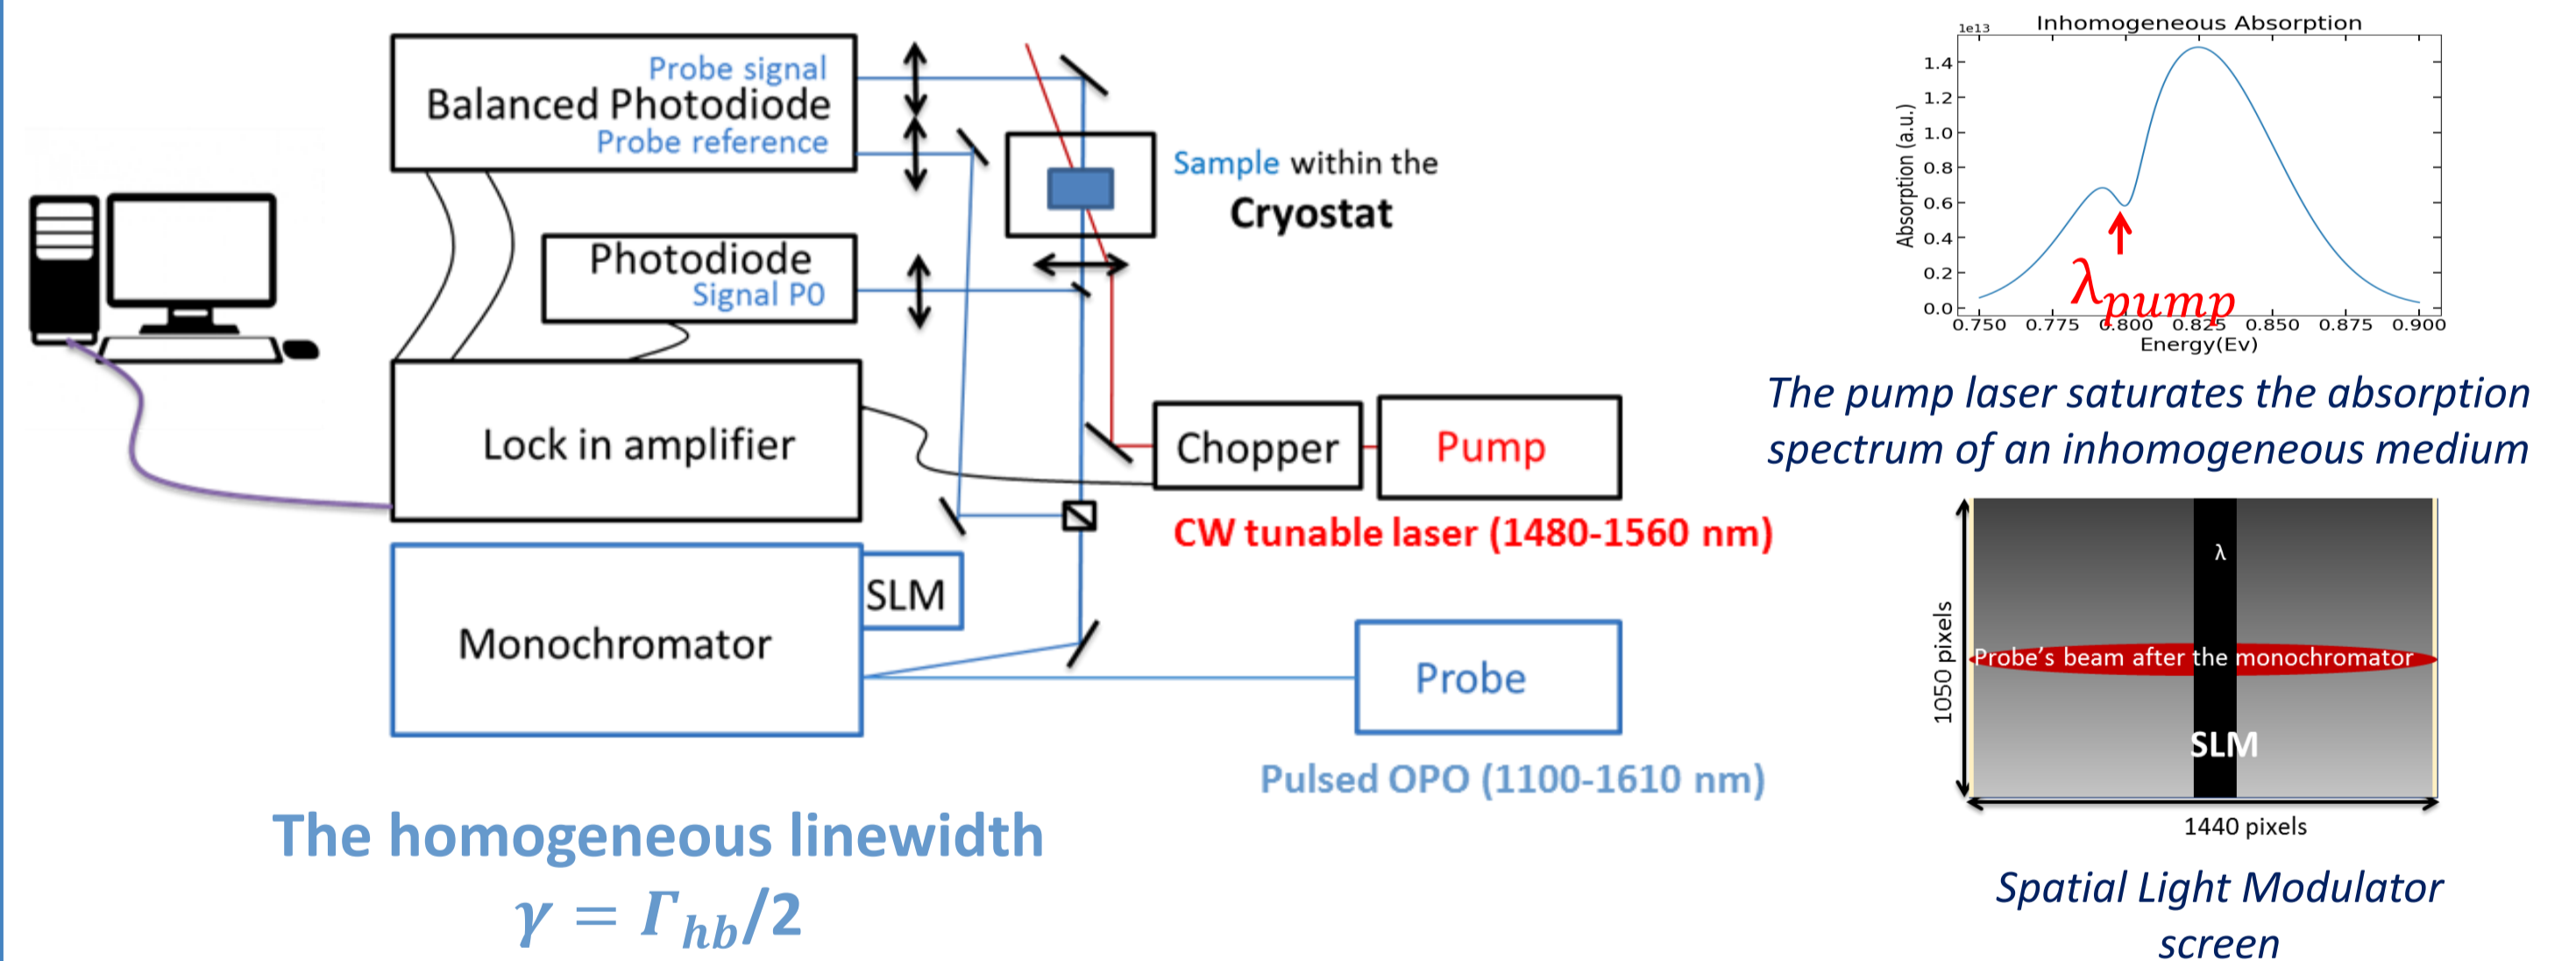 Probe signal
Balanced Photodiode
Probe reference
Photodiode
Signal P0
Lock in amplifier
Monochromator
SLM
Sample within the
Cryostat
Chopper
Pump
CW tunable laser (1480-1560 nm)
Probe
Pulsed OPO (1100-1610 nm)
The homogeneous linewidth
γ = Γhb/2
Inhomogeneous Absorption
1e13
1.4
1.2
1.0
0.8
0.6
0.4
0.2
0.0
Absorption (a.u.)
λpump
0.750 0.775 0.800 0.825 0.850 0.875 0.900
Energy(Ev)
The pump laser saturates the absorption
spectrum of an inhomogeneous medium
λ
1050 pixels
Probe's beam after the monochromator
SLM
1440 pixels
Spatial Light Modulator
screen